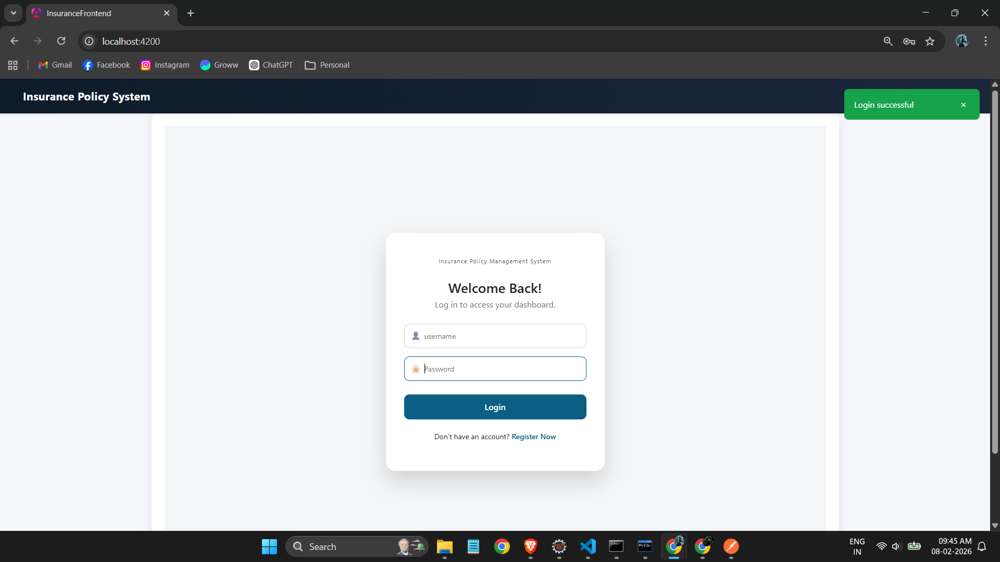 InsuranceFrontend
localhost:4200
Gmail Facebook Instagram Groww ChatGPT Personal
Insurance Policy System
Login successful
Insurance Policy Management System
Welcome Back!
Log in to access your dashboard.
username
Password
Login
Don't have an account? Register Now
Search
ENG
IN
09:45 AM
08-02-2026